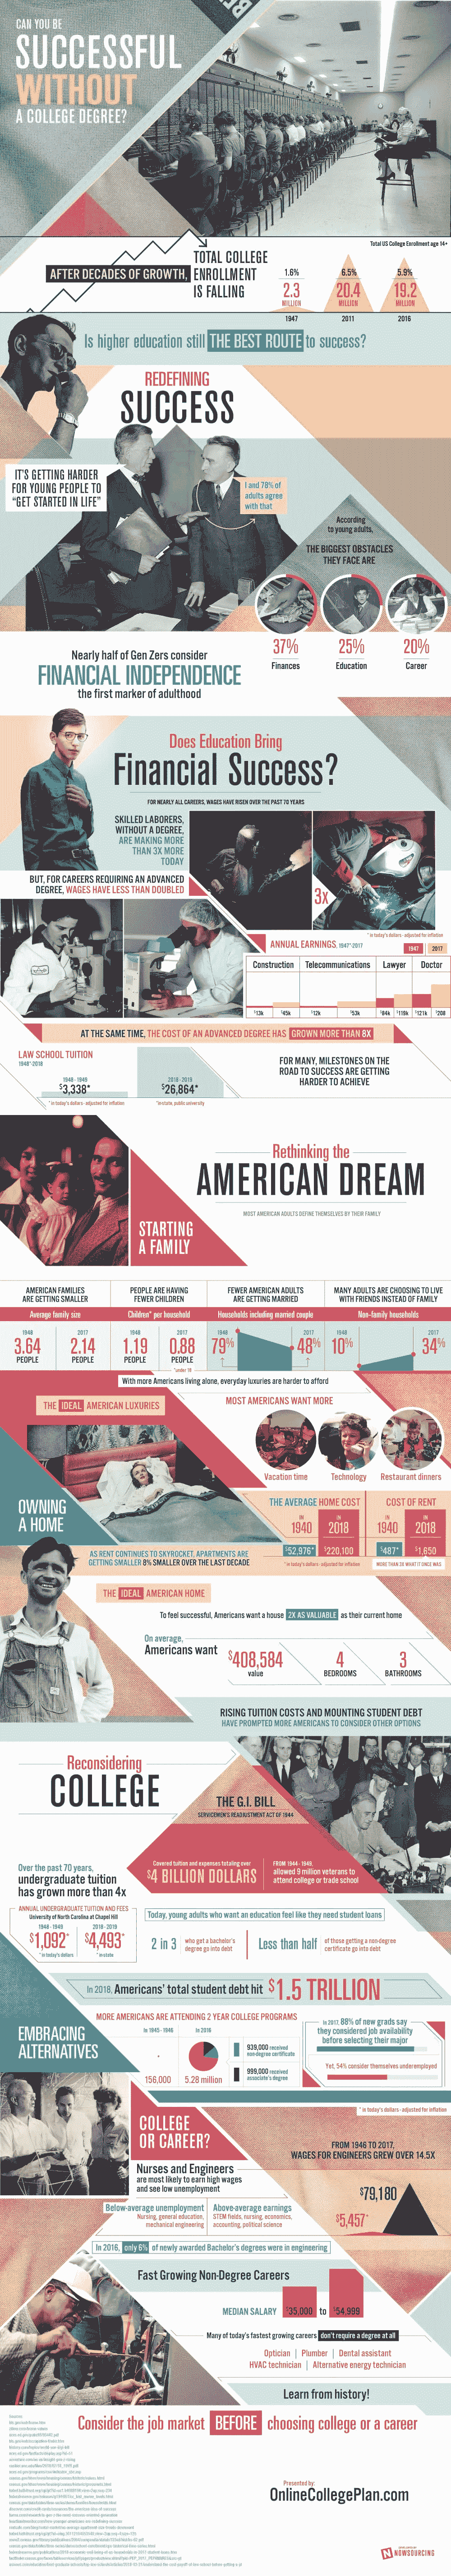 CAN YOU BE
SUCCESSFUL
WITHOUT
A COLLEGE DEGREE?
AFTER DECADES OF GROWTH,
TOTAL COLLEGE
ENROLLMENT
IS FALLING
Total US College Enrollment age 14+
1.6%
6.5%
5.9%
2.3
MILLION
20.4
MILLION
19.2
MILLION
1947
2011
2016
Is higher education still THE BEST ROUTE to success?
REDEFINING
SUCCESS
IT'S GETTING HARDER
FOR YOUNG PEOPLE TO
"GET STARTED IN LIFE"
I and 78% of
adults agree
with that
According
to young adults,
THE BIGGEST OBSTACLES
THEY FACE ARE
37%
Finances
25%
Education
20%
Career
Nearly half of Gen Zers consider
FINANCIAL INDEPENDENCE
the first marker of adulthood
Does Education Bring
Financial Success?
FOR NEARLY ALL CAREERS, WAGES HAVE RISEN OVER THE PAST 70 YEARS
SKILLED LABORERS,
WITHOUT A DEGREE,
ARE MAKING MORE
THAN 3X MORE
TODAY
3x
BUT, FOR CAREERS REQUIRING AN ADVANCED
DEGREE, WAGES HAVE LESS THAN DOUBLED
* in today's dollars - adjusted for inflation
ANNUAL EARNINGS, 1947*-2017
1947
2017
Construction
Telecommunications
Lawyer
Doctor
$13k
$45k
$12k
$53k
$84k
$119k
$121k
$208
AT THE SAME TIME, THE COST OF AN ADVANCED DEGREE HAS GROWN MORE THAN 8X
LAW SCHOOL TUITION
1948*-2018
1948 - 1949
$3,338*
2018 - 2019
$26,864*
* in today's dollars - adjusted for inflation
*in-state, public university
FOR MANY, MILESTONES ON THE
ROAD TO SUCCESS ARE GETTING
HARDER TO ACHIEVE
Rethinking the
AMERICAN DREAM
MOST AMERICAN ADULTS DEFINE THEMSELVES BY THEIR FAMILY
STARTING
A FAMILY
AMERICAN FAMILIES
ARE GETTING SMALLER
PEOPLE ARE HAVING
FEWER CHILDREN
FEWER AMERICAN ADULTS
ARE GETTING MARRIED
MANY ADULTS ARE CHOOSING TO LIVE
WITH FRIENDS INSTEAD OF FAMILY
Average family size
Children* per household
Households including married couple
Non-family households
1948
3.64
PEOPLE
2017
2.14
PEOPLE
1948
1.19
PEOPLE
2017
0.88
PEOPLE
*under 18
1948
79%
2017
48%
1948
10%
2017
34%
With more Americans living alone, everyday luxuries are harder to afford
THE IDEAL AMERICAN LUXURIES
MOST AMERICANS WANT MORE
Vacation time
Technology
Restaurant dinners
OWNING
A HOME
THE AVERAGE HOME COST
IN
1940
IN
2018
$52,976*
$220,100
* in today's dollars - adjusted for inflation
COST OF RENT
IN
1940
IN
2018
$487*
$1,650
MORE THAN 3X WHAT IT ONCE WAS
AS RENT CONTINUES TO SKYROCKET, APARTMENTS ARE
GETTING SMALLER 8% SMALLER OVER THE LAST DECADE
THE IDEAL AMERICAN HOME
To feel successful, Americans want a house 2X AS VALUABLE as their current home
On average,
Americans want
$408,584
value
4
BEDROOMS
3
BATHROOMS
RISING TUITION COSTS AND MOUNTING STUDENT DEBT
HAVE PROMPTED MORE AMERICANS TO CONSIDER OTHER OPTIONS
Reconsidering
COLLEGE
THE G.I. BILL
SERVICEMEN'S READJUSTMENT ACT OF 1944
Covered tuition and expenses totaling over
$4 BILLION DOLLARS
FROM 1944 - 1949,
allowed 9 million veterans to
attend college or trade school
Over the past 70 years,
undergraduate tuition
has grown more than 4x
ANNUAL UNDERGRADUATE TUITION AND FEES
University of North Carolina at Chapel Hill
1948 - 1949
$1,092*
* in today's dollars
2018 - 2019
$4,493*
* in-state
Today, young adults who want an education feel like they need student loans
2 in 3
who got a bachelor's
degree go into debt
Less than half
of those getting a non-degree
certificate go into debt
In 2018, Americans' total student debt hit $1.5 TRILLION
MORE AMERICANS ARE ATTENDING 2 YEAR COLLEGE PROGRAMS
EMBRACING
ALTERNATIVES
In 1945 - 1946
156,000
In 2016
5.28 million
939,000 received
non-degree certificate
999,000 received
associate's degree
In 2017, 88% of new grads say
they considered job availability
before selecting their major
Yet, 54% consider themselves underemployed
* in today's dollars - adjusted for inflation
COLLEGE
OR CAREER?
Nurses and Engineers
are most likely to earn high wages
and see low unemployment
FROM 1946 TO 2017,
WAGES FOR ENGINEERS GREW OVER 14.5X
$5,457*
$79,180
Below-average unemployment
Nursing, general education,
mechanical engineering
Above-average earnings
STEM fields, nursing, economics,
accounting, political science
In 2016, only 6% of newly awarded Bachelor's degrees were in engineering
Fast Growing Non-Degree Careers
MEDIAN SALARY
$35,000 to $54,999
Many of today's fastest growing careers don't require a degree at all
Optician | Plumber | Dental assistant
HVAC technician | Alternative energy technician
Learn from history!
Consider the job market BEFORE choosing college or a career
Presented by:
OnlineCollegePlan.com
N NOWSOURCING